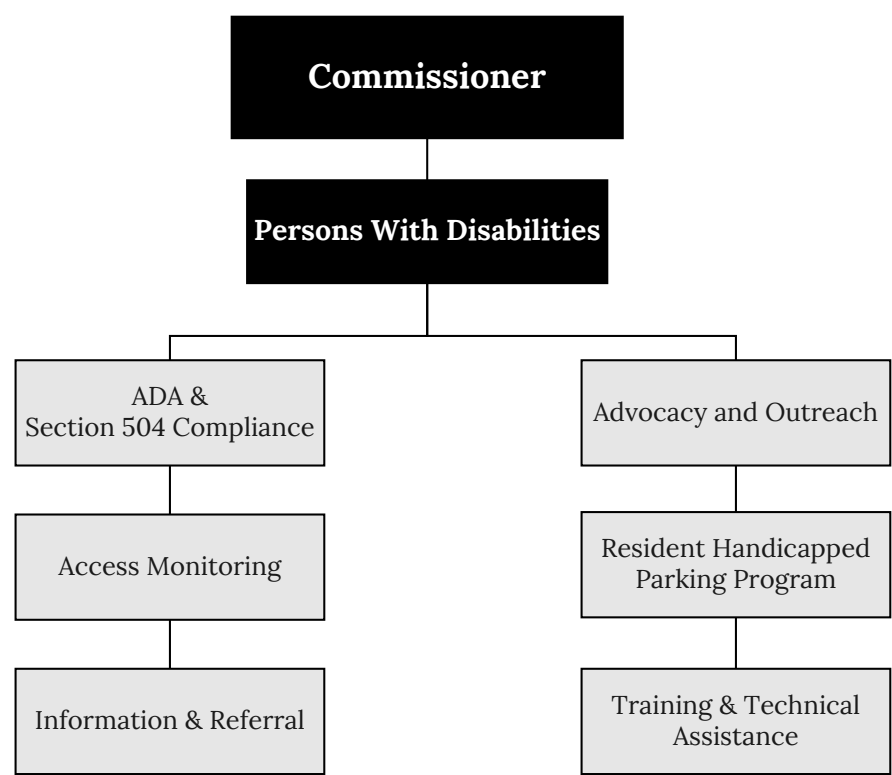 Commissioner
Persons With Disabilities
ADA &
Section 504 Compliance
Access Monitoring
Information & Referral
Advocacy and Outreach
Resident Handicapped
Parking Program
Training & Technical
Assistance